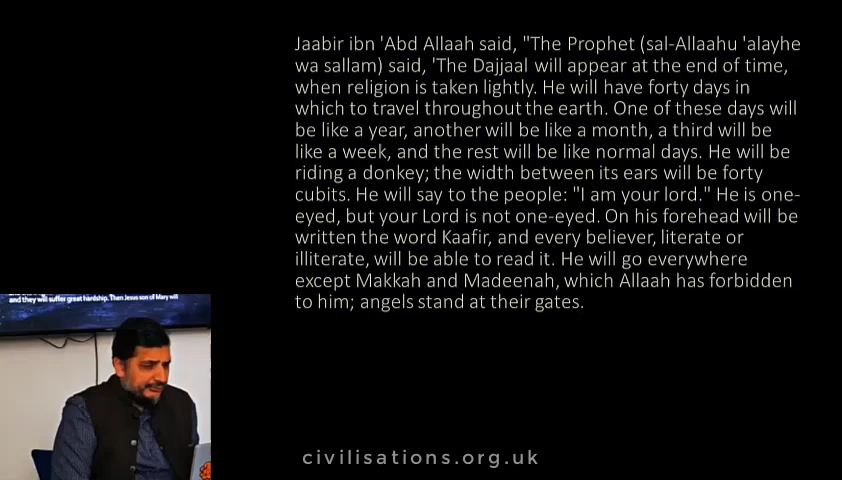 Jaabir ibn 'Abd Allaah said, "The Prophet (sal-Allaahu 'alayhe
wa sallam) said, 'The Dajjaal will appear at the end of time,
when religion is taken lightly. He will have forty days in
which to travel throughout the earth. One of these days will
be like a year, another will be like a month, a third will be
like a week, and the rest will be like normal days. He will be
riding a donkey; the width between its ears will be forty
cubits. He will say to the people: "I am your lord." He is one-
eyed, but your Lord is not one-eyed. On his forehead will be
written the word Kaafir, and every believer, literate or
illiterate, will be able to read it. He will go everywhere
except Makkah and Madeenah, which Allaah has forbidden
to him; angels stand at their gates.
and they will suffer great hardship. Then Jesus son of Mary will
civilisations.org.uk